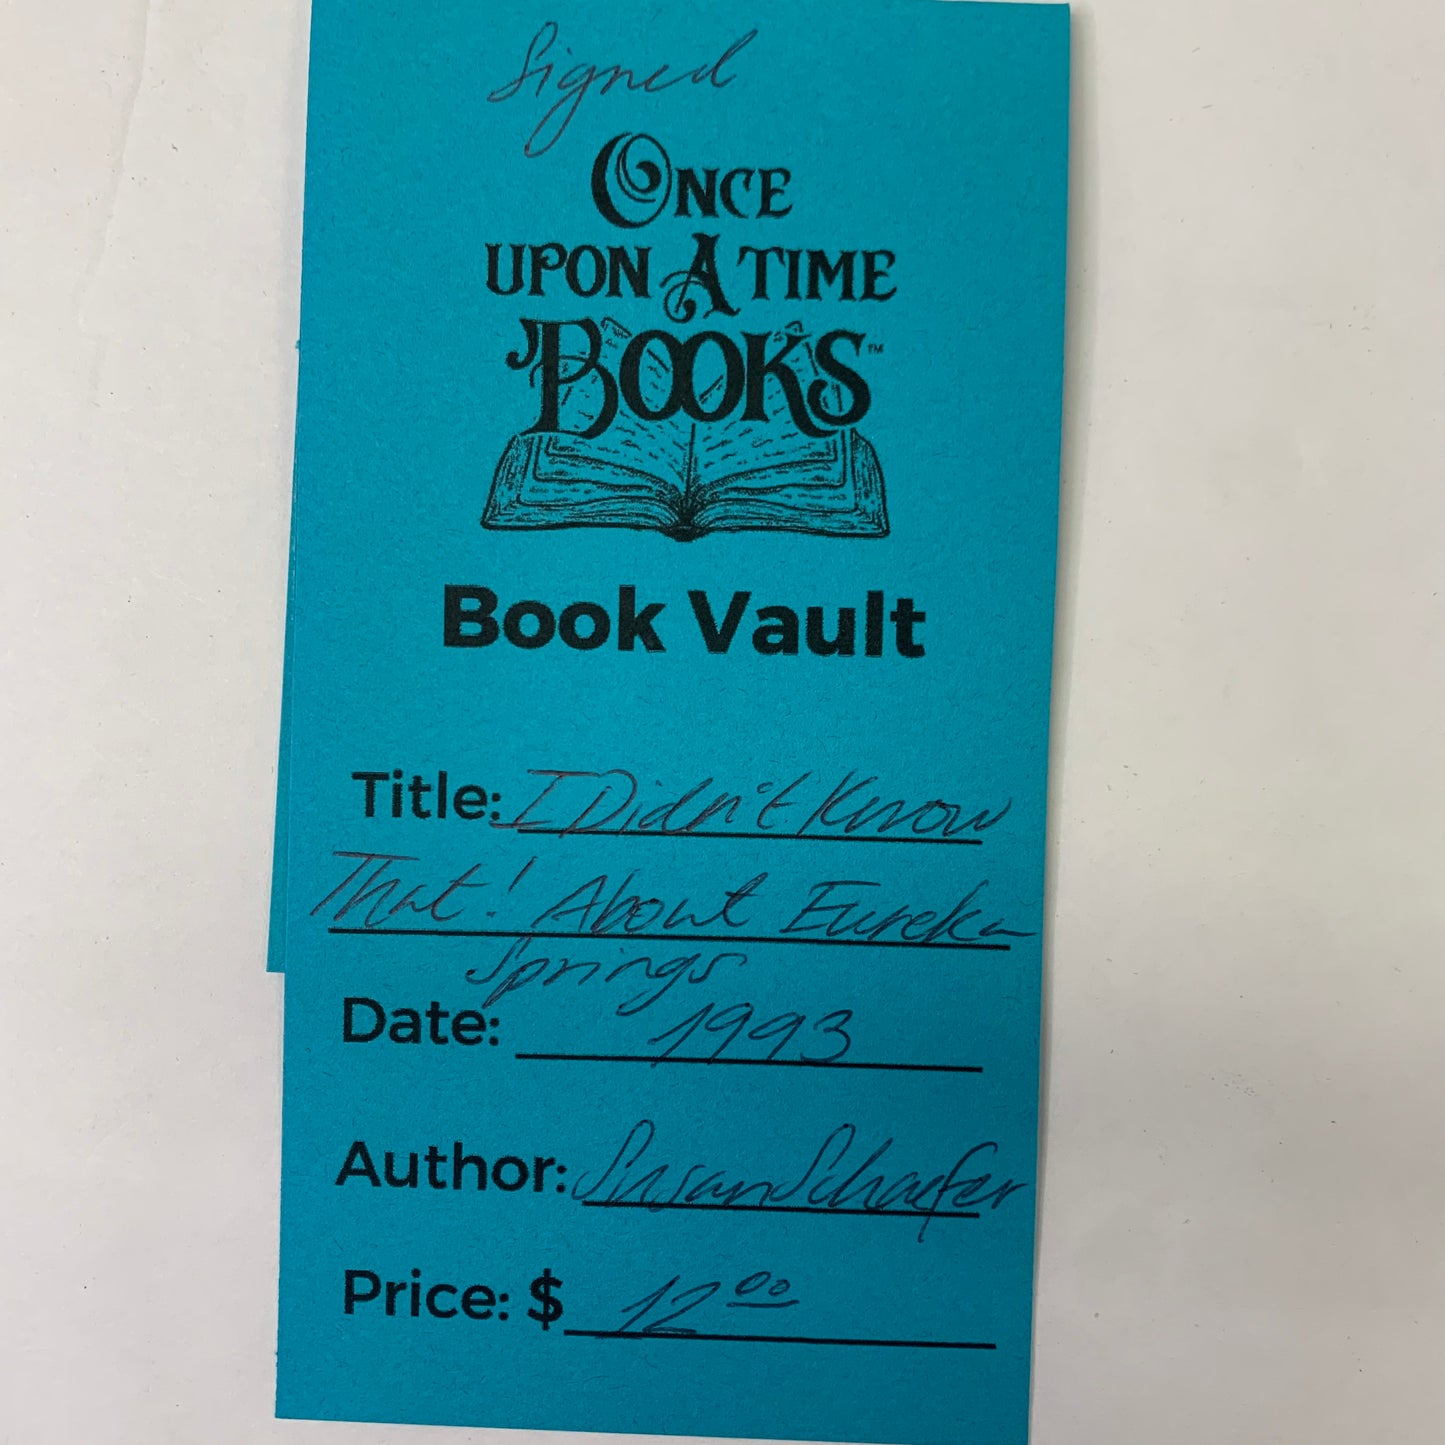 Signed
ONCE
UPON A TIME
BOOKS™
Book Vault
Title: I Didn't Know
That! About Eureka
Springs
Date: 1993
Author: Susan Schaefer
Price: $ 12 00